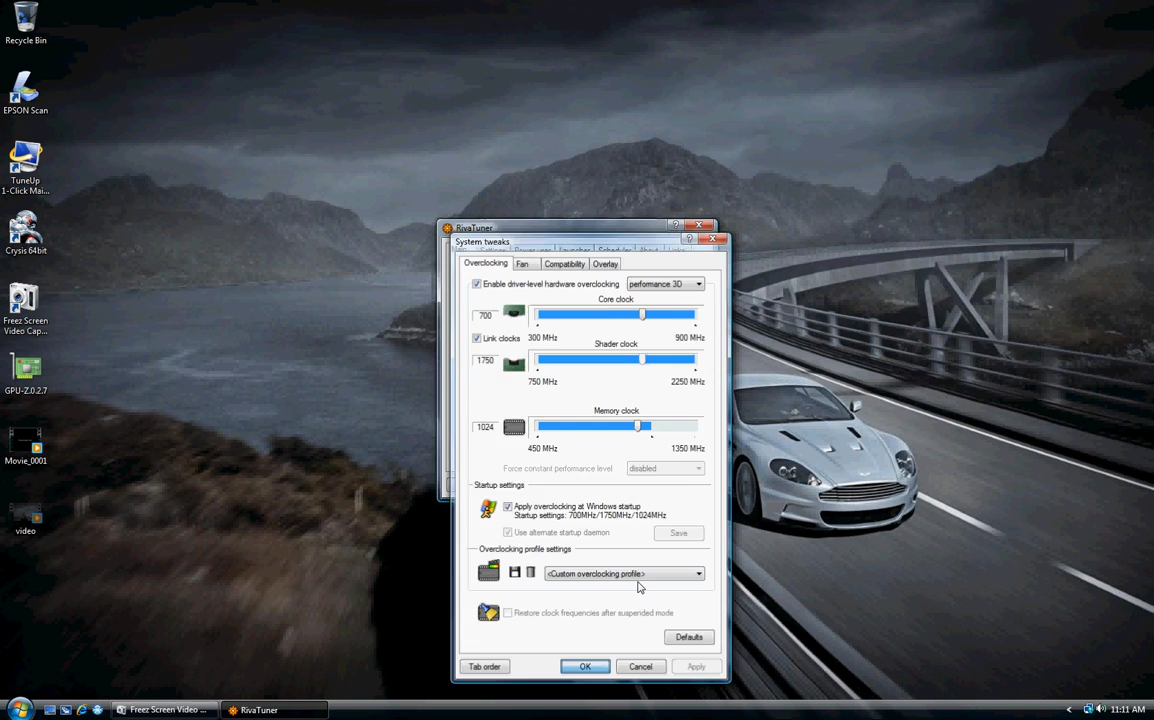 Recycle Bin
EPSON Scan
TuneUp
1-Click Mai...
Crysis 64bit
Freez Screen
Video Cap...
GPU-Z.0.2.7
Movie_0001
video
RivaTuner
System tweaks
Overclocking Fan Compatibility Overlay
Enable driver-level hardware overclocking performance 3D
Core clock
700
Link clocks 300 MHz 900 MHz
Shader clock
1750
750 MHz 2250 MHz
Memory clock
1024
450 MHz 1350 MHz
Force constant performance level disabled
Startup settings
Apply overclocking at Windows startup
Startup settings: 700MHz/1750MHz/1024MHz
Use alternate startup daemon Save
Overclocking profile settings
<Custom overclocking profile>
Restore clock frequencies after suspended mode
Defaults
Tab order OK Cancel Apply
Freez Screen Video ... RivaTuner 11:11 AM